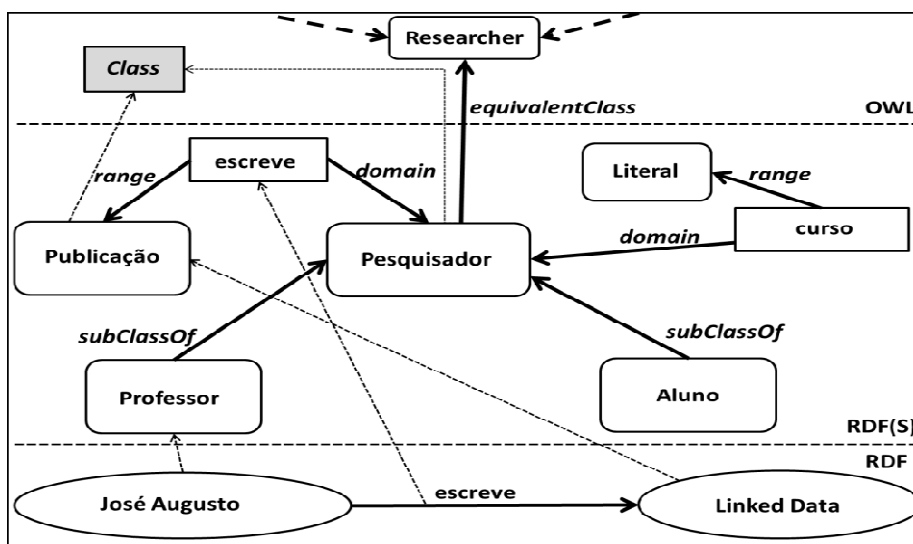 Researcher
Class
equivalentClass
OWL
escreve
range
domain
Literal
range
Publicação
Pesquisador
domain
curso
subClassOf
subClassOf
Professor
Aluno
RDF(S)
RDF
José Augusto
escreve
Linked Data